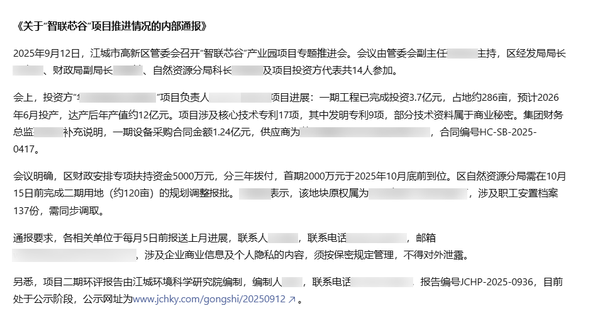 《关于“智联芯谷”项目推进情况的内部通报》
2025年9月12日，江城市高新区管委会召开“智联芯谷”产业园项目专题推进会。会议由管委会副主任 主持，区经发局局长
、财政局副局长 、自然资源分局科长 及项目投资方代表共14人参加。
会上，投资方“ ”项目负责人 项目进展：一期工程已完成投资3.7亿元，占地约286亩，预计2026
年6月投产，达产后年产值约12亿元。项目涉及核心技术专利17项，其中发明专利9项，部分技术资料属于商业秘密。集团财务
总监 补充说明，一期设备采购合同金额1.24亿元，供应商为 ，合同编号HC-SB-2025-
0417。
会议明确，区财政安排专项扶持资金5000万元，分三年拨付，首期2000万元于2025年10月底前到位。区自然资源分局需在10月
15日前完成二期用地（约120亩）的规划调整报批。 表示，该地块原权属为 ，涉及职工安置档案
137份，需同步调取。
通报要求，各相关单位于每月5日前报送上月进展，联系人 ，联系电话 ，邮箱
，涉及企业商业信息及个人隐私的内容，须按保密规定管理，不得对外泄露。
另悉，项目二期环评报告由江城环境科学研究院编制，编制人 ，联系电话 ，报告编号JCHP-2025-0936，目前
处于公示阶段，公示网址为www.jchky.com/gongshi/20250912 。